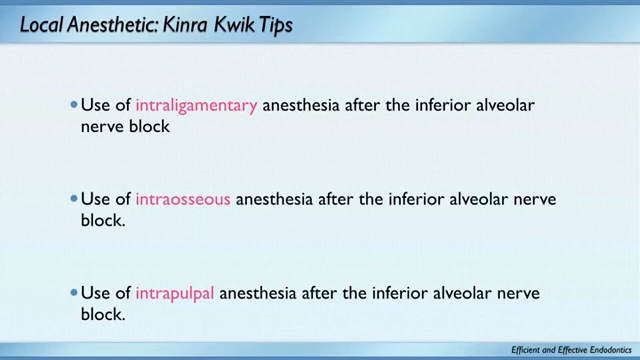 Local Anesthetic: Kinra Kwik Tips
•Use of intraligamentary anesthesia after the inferior alveolar
nerve block
•Use of intraosseous anesthesia after the inferior alveolar nerve
block.
•Use of intrapulpal anesthesia after the inferior alveolar nerve
block.
Efficient and Effective Endodontics